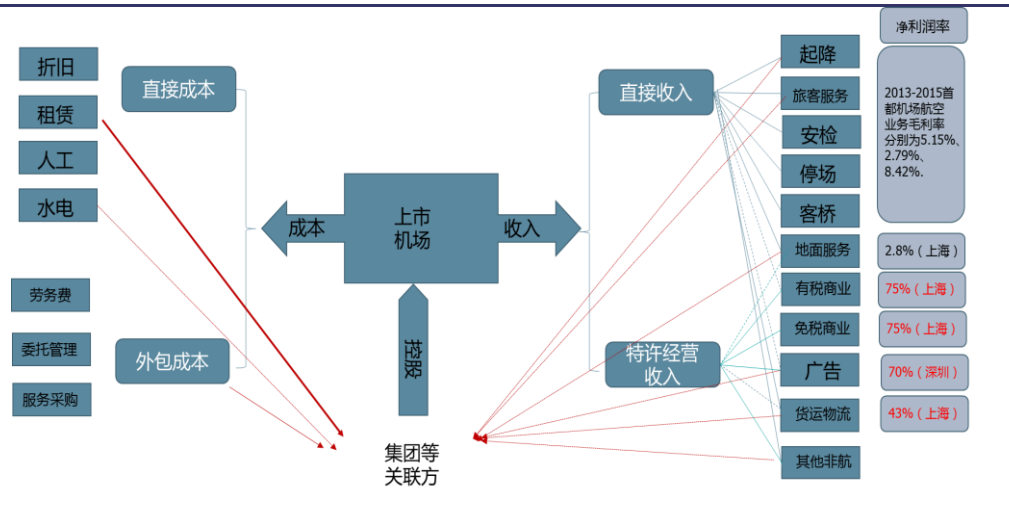 净利润率
折旧
租赁
人工
水电
直接成本
劳务费
委托管理
服务采购
外包成本
成本
上市
机场
收入
控股
集团等
关联方
直接收入
特许经营
收入
起降
旅客服务
安检
停场
客桥
地面服务
有税商业
免税商业
广告
货运物流
其他非航
2013-2015首
都机场航空
业务毛利率
分别为5.15%、
2.79%、
8.42%、
2.8%（上海）
75%（上海）
75%（上海）
70%（深圳）
43%（上海）